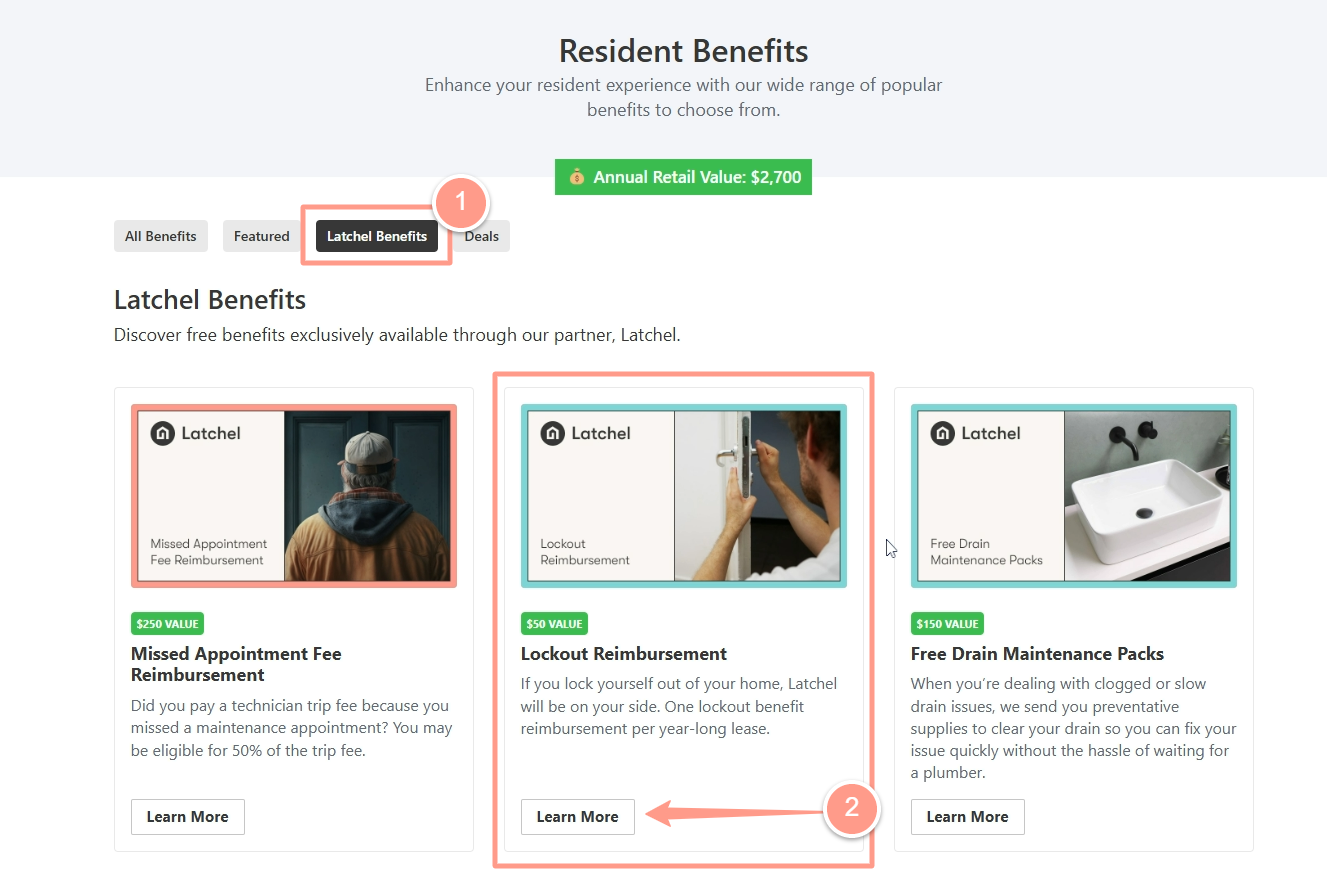 Resident Benefits
Enhance your resident experience with our wide range of popular
benefits to choose from.
Annual Retail Value: $2,700
1
All Benefits
Featured
Latchel Benefits
Deals
Latchel Benefits
Discover free benefits exclusively available through our partner, Latchel.
Latchel
Missed Appointment
Fee Reimbursement
$250 VALUE
Missed Appointment Fee
Reimbursement
Did you pay a technician trip fee because you
missed a maintenance appointment? You may
be eligible for 50% of the trip fee.
Learn More
Latchel
Lockout
Reimbursement
$50 VALUE
Lockout Reimbursement
If you lock yourself out of your home, Latchel
will be on your side. One lockout benefit
reimbursement per year-long lease.
Learn More
2
Latchel
Free Drain
Maintenance Packs
$150 VALUE
Free Drain Maintenance Packs
When you’re dealing with clogged or slow
drain issues, we send you preventative
supplies to clear your drain so you can fix your
issue quickly without the hassle of waiting for
a plumber.
Learn More